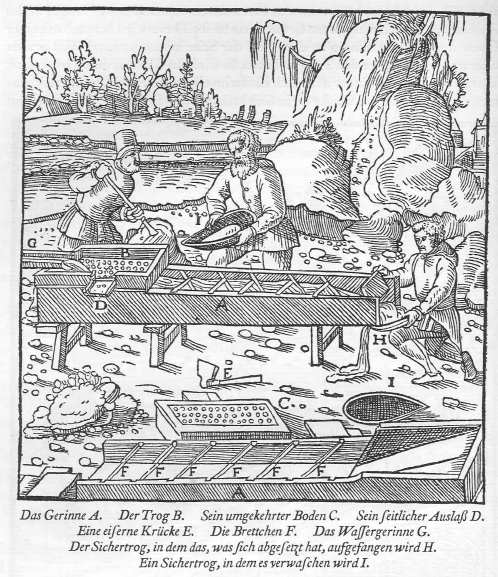 G
D
A
H
E
I
C
F F F F F F
A
Das Gerinne A. Der Trog B. Sein umgekehrter Boden C. Sein ſeitlicher Auslaß D.
Eine eiſerne Krücke E. Die Brettchen F. Das Waſſergerinne G.
Der Sichertrog, in dem das, was ſich abgeſetzt hat, aufgefangen wird H.
Ein Sichertrog, in dem es verwaſchen wird I.